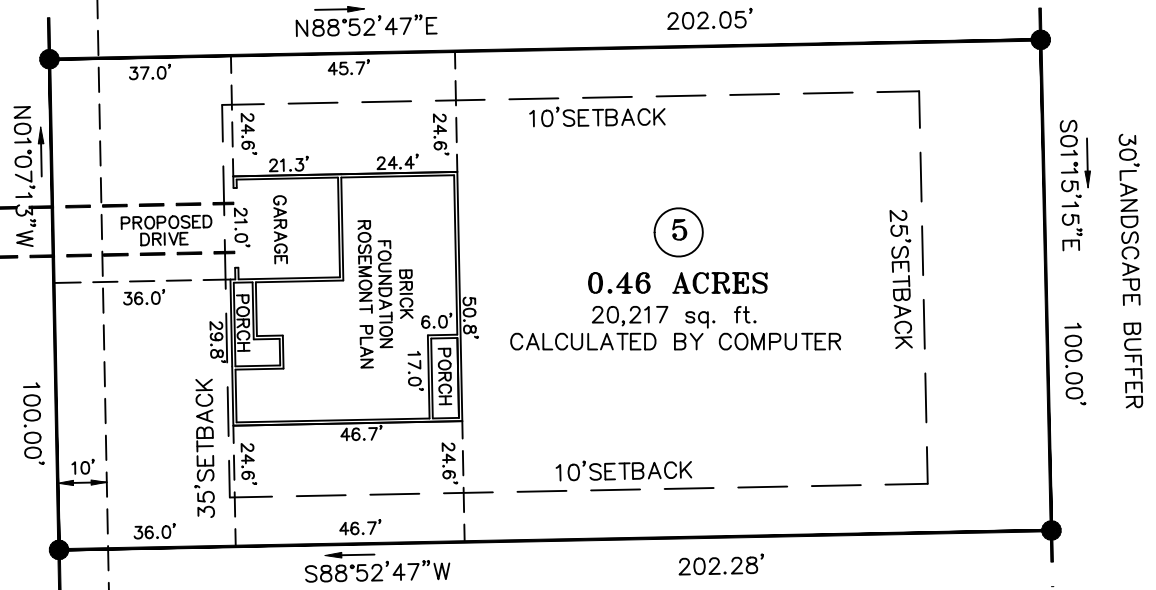 N88°52'47"E
202.05'
37.0'
45.7'
10'SETBACK
24.6'
24.6'
21.3'
24.4'
N01°07'13"W
S01°15'15"E
30'LANDSCAPE BUFFER
PROPOSED
DRIVE
21.0'
GARAGE
BRICK
FOUNDATION
ROSEMONT PLAN
5
0.46 ACRES
20,217 sq. ft.
CALCULATED BY COMPUTER
25'SETBACK
36.0'
PORCH
29.8'
50.8'
6.0'
17.0'
PORCH
100.00'
100.00'
35'SETBACK
46.7'
24.6'
24.6'
10'SETBACK
10'
36.0'
46.7'
S88°52'47"W
202.28'